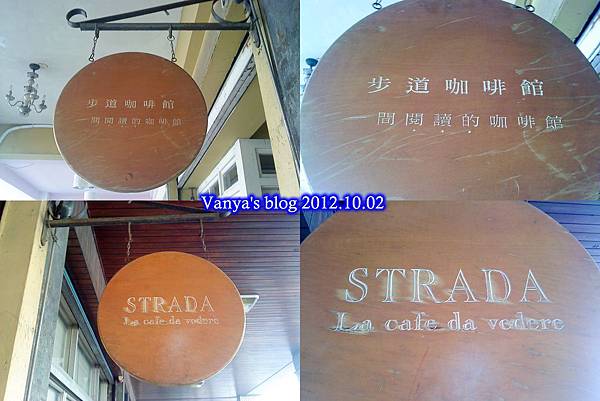 步道咖啡館
一間閱讀的咖啡館
步道咖啡館
間閱讀的咖啡館
Vanya's blog 2012.10.02
STRADA
La cafe da vedere
STRADA
La cafe da vedere